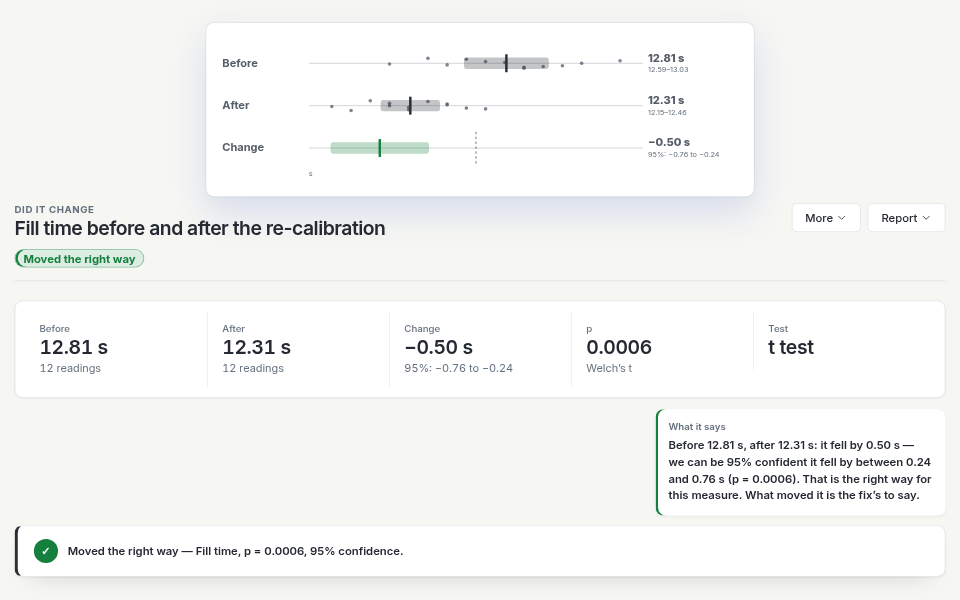 Before
12.81 s
12.59–13.03
After
12.31 s
12.15–12.46
Change
−0.50 s
95%: −0.76 to −0.24
s
DID IT CHANGE
Fill time before and after the re-calibration
More
Report
Moved the right way
Before
12.81 s
12 readings
After
12.31 s
12 readings
Change
−0.50 s
95%: −0.76 to −0.24
p
0.0006
Welch’s t
Test
t test
What it says
Before 12.81 s, after 12.31 s: it fell by 0.50 s —
we can be 95% confident it fell by between 0.24
and 0.76 s (p = 0.0006). That is the right way for
this measure. What moved it is the fix’s to say.
Moved the right way — Fill time, p = 0.0006, 95% confidence.